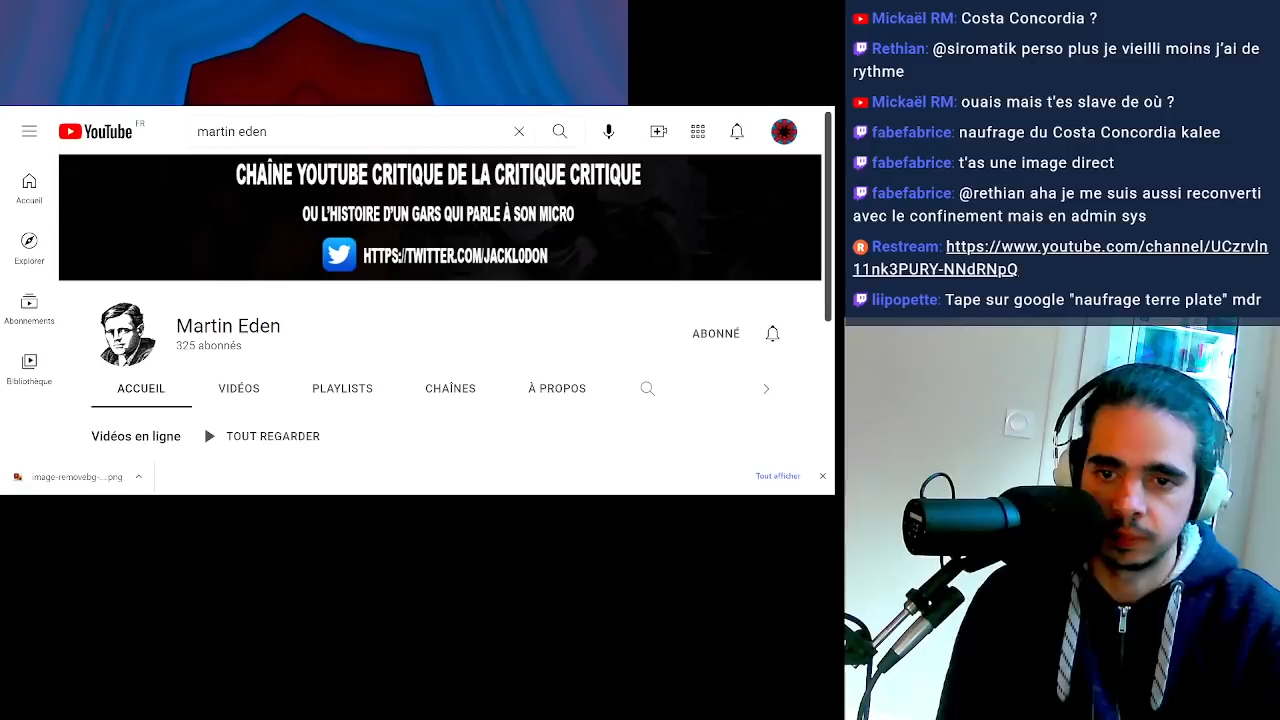 YouTube FR
martin eden
Accueil
Explorer
Abonnements
Bibliothèque
CHAÎNE YOUTUBE CRITIQUE DE LA CRITIQUE CRITIQUE
OU L'HISTOIRE D'UN GARS QUI PARLE À SON MICRO
HTTPS://TWITTER.COM/JACKLODON
Martin Eden
325 abonnés
ABONNÉ
ACCUEIL VIDÉOS PLAYLISTS CHAÎNES À PROPOS
Vidéos en ligne TOUT REGARDER
image-removebg-....png
Tout afficher
Mickaël RM: Costa Concordia ?
Rethian: @siromatik perso plus je vieilli moins j’ai de
rythme
Mickaël RM: ouais mais t'es slave de où ?
fabefabrice: naufrage du Costa Concordia kalee
fabefabrice: t'as une image direct
fabefabrice: @rethian aha je me suis aussi reconverti
avec le confinement mais en admin sys
Restream: https://www.youtube.com/channel/UCzrvln
11nk3PURY-NNdRNpQ
liipopette: Tape sur google "naufrage terre plate" mdr